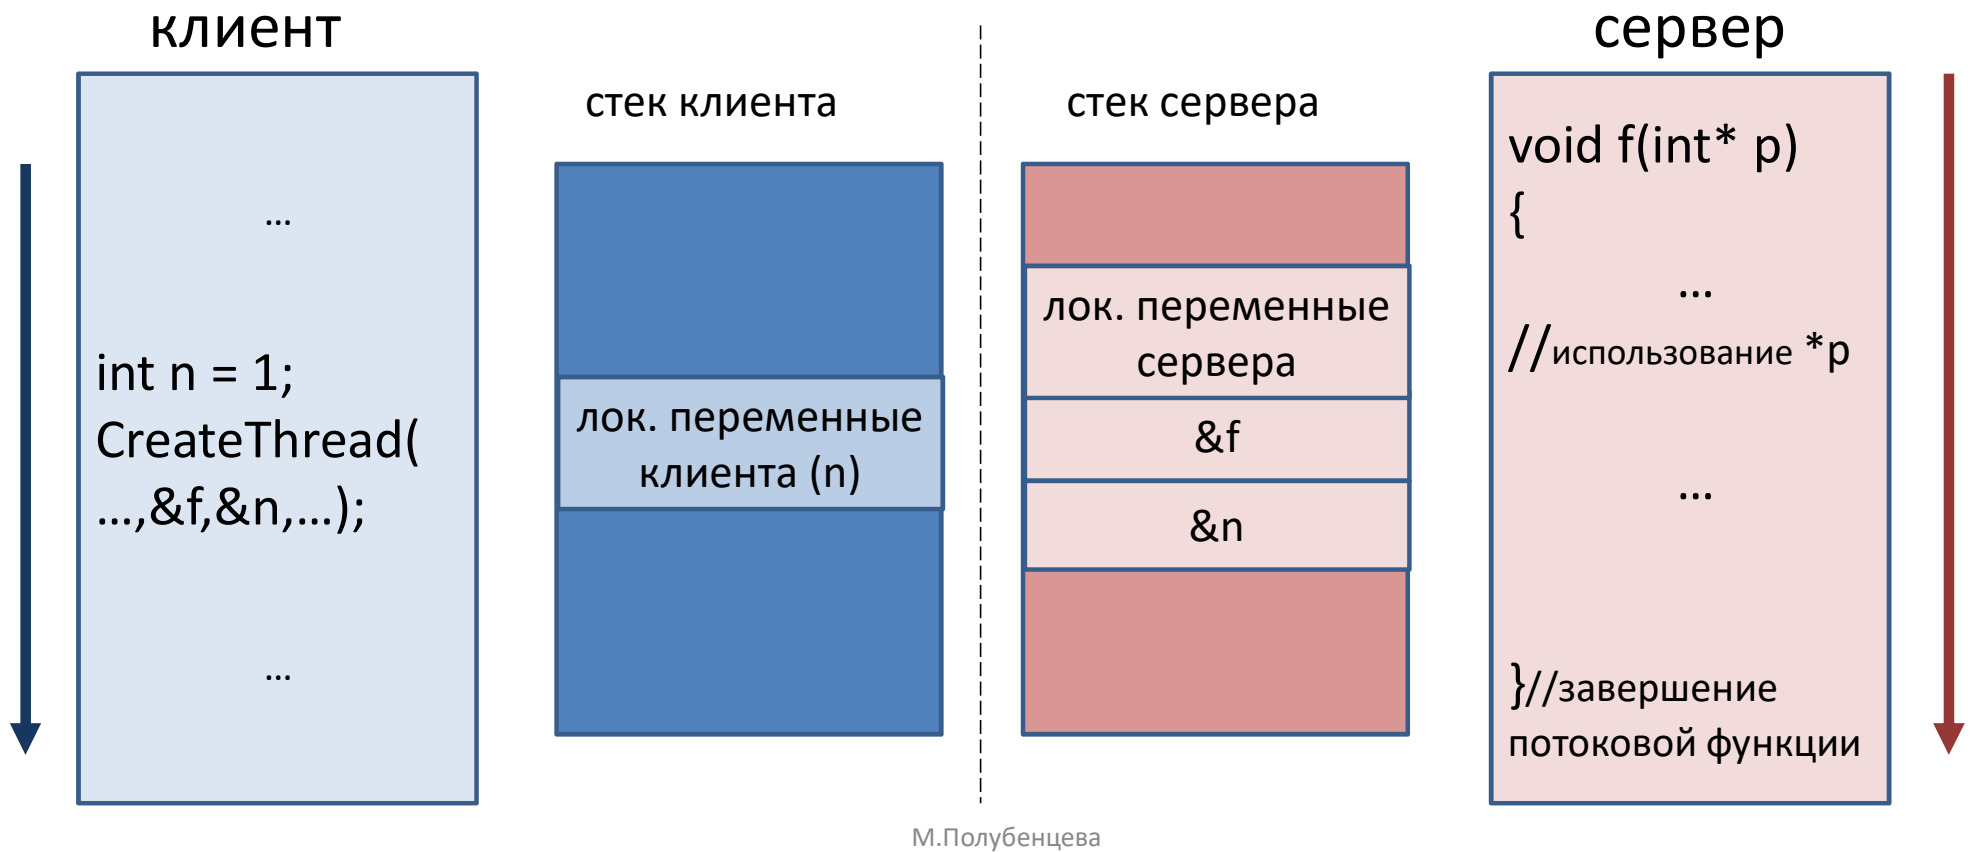 клиент
…
int n = 1;
CreateThread(
…,&f,&n,…);
…
стек клиента
лок. переменные
клиента (n)
стек сервера
лок. переменные
сервера
&f
&n
сервер
void f(int* p)
{
…
//использование *p
…
}//завершение
потоковой функции
М.Полубенцева